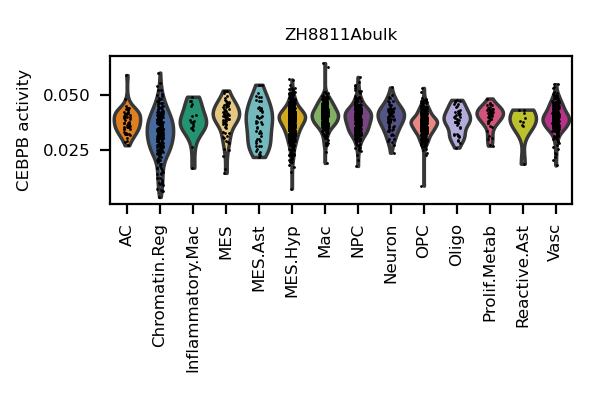 ZH8811Abulk
CEBPB activity
0.050
0.025
AC
Chromatin.Reg
Inflammatory.Mac
MES
MES.Ast
MES.Hyp
Mac
NPC
Neuron
OPC
Oligo
Prolif.Metab
Reactive.Ast
Vasc